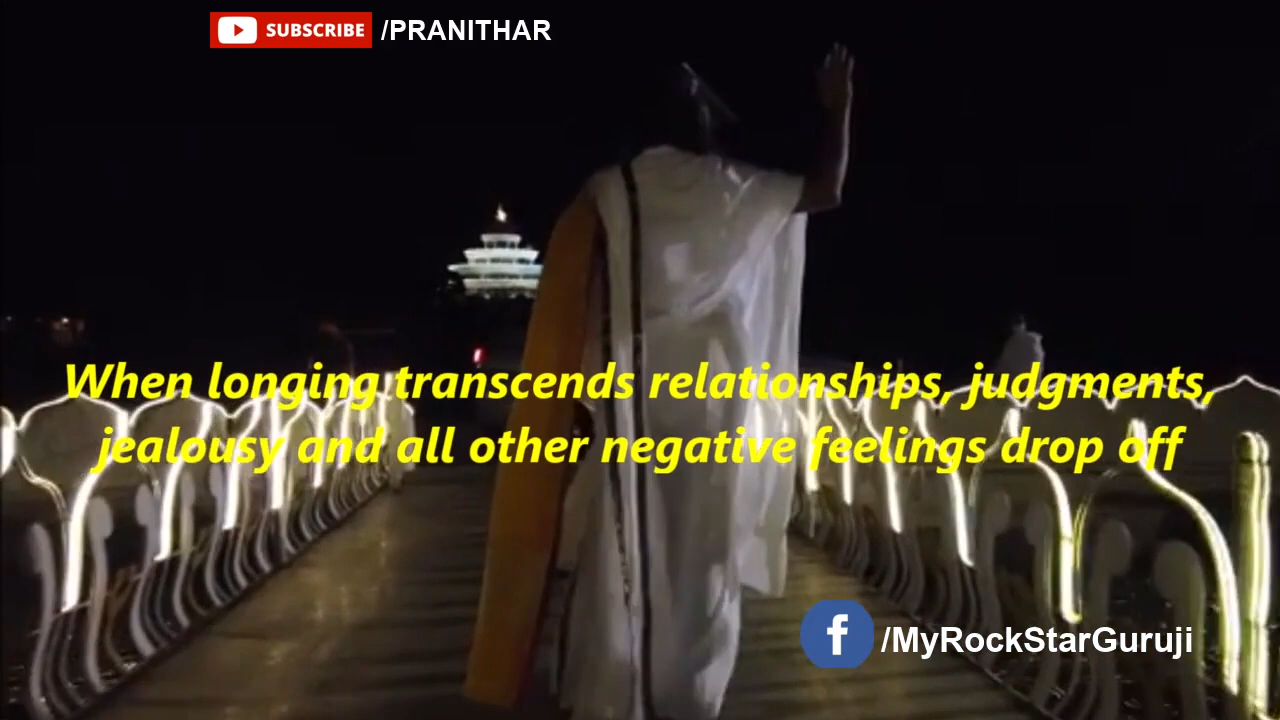 SUBSCRIBE /PRANITHAR
When longing transcends relationships, judgments,
jealousy and all other negative feelings drop off
f /MyRockStarGuruji